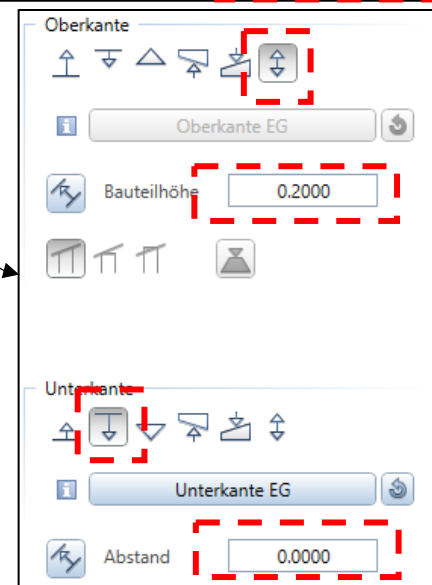 Oberkante
Oberkante EG
Bauteilhöhe 0.2000
Unterkante
Unterkante EG
Abstand 0.0000